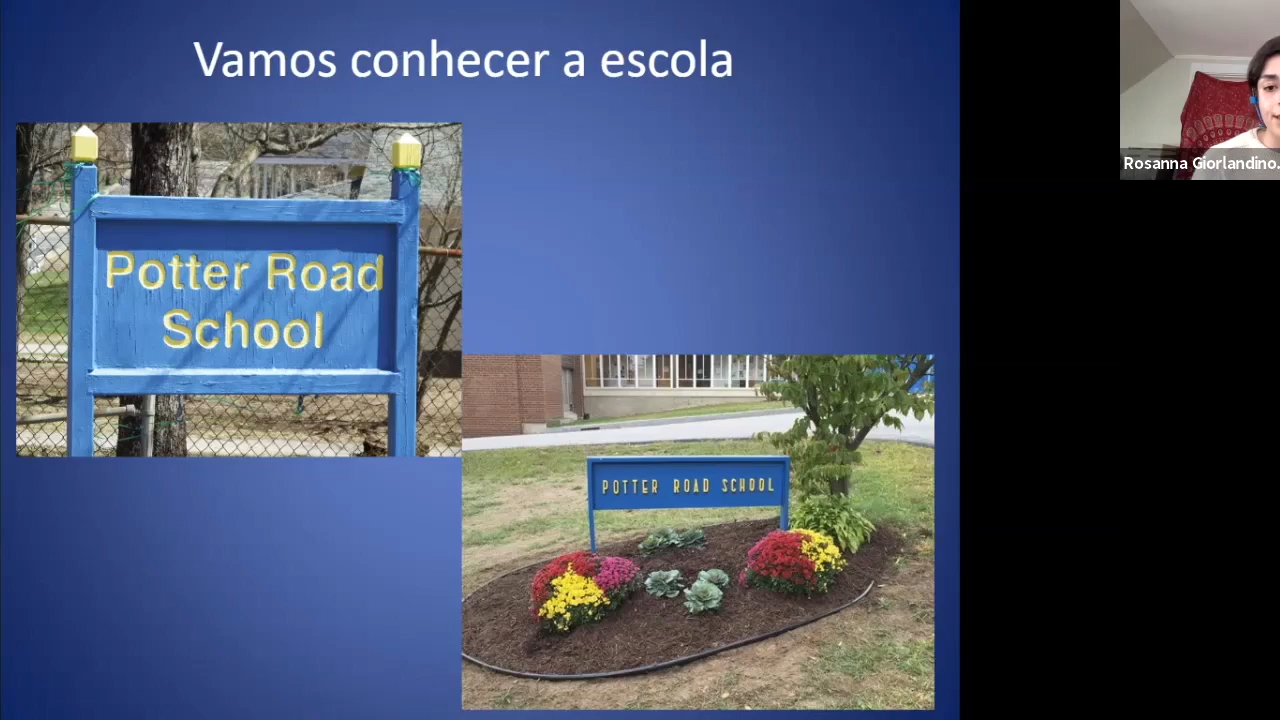 Vamos conhecer a escola
Potter Road
School
POTTER ROAD SCHOOL
Rosanna Giorlandino.